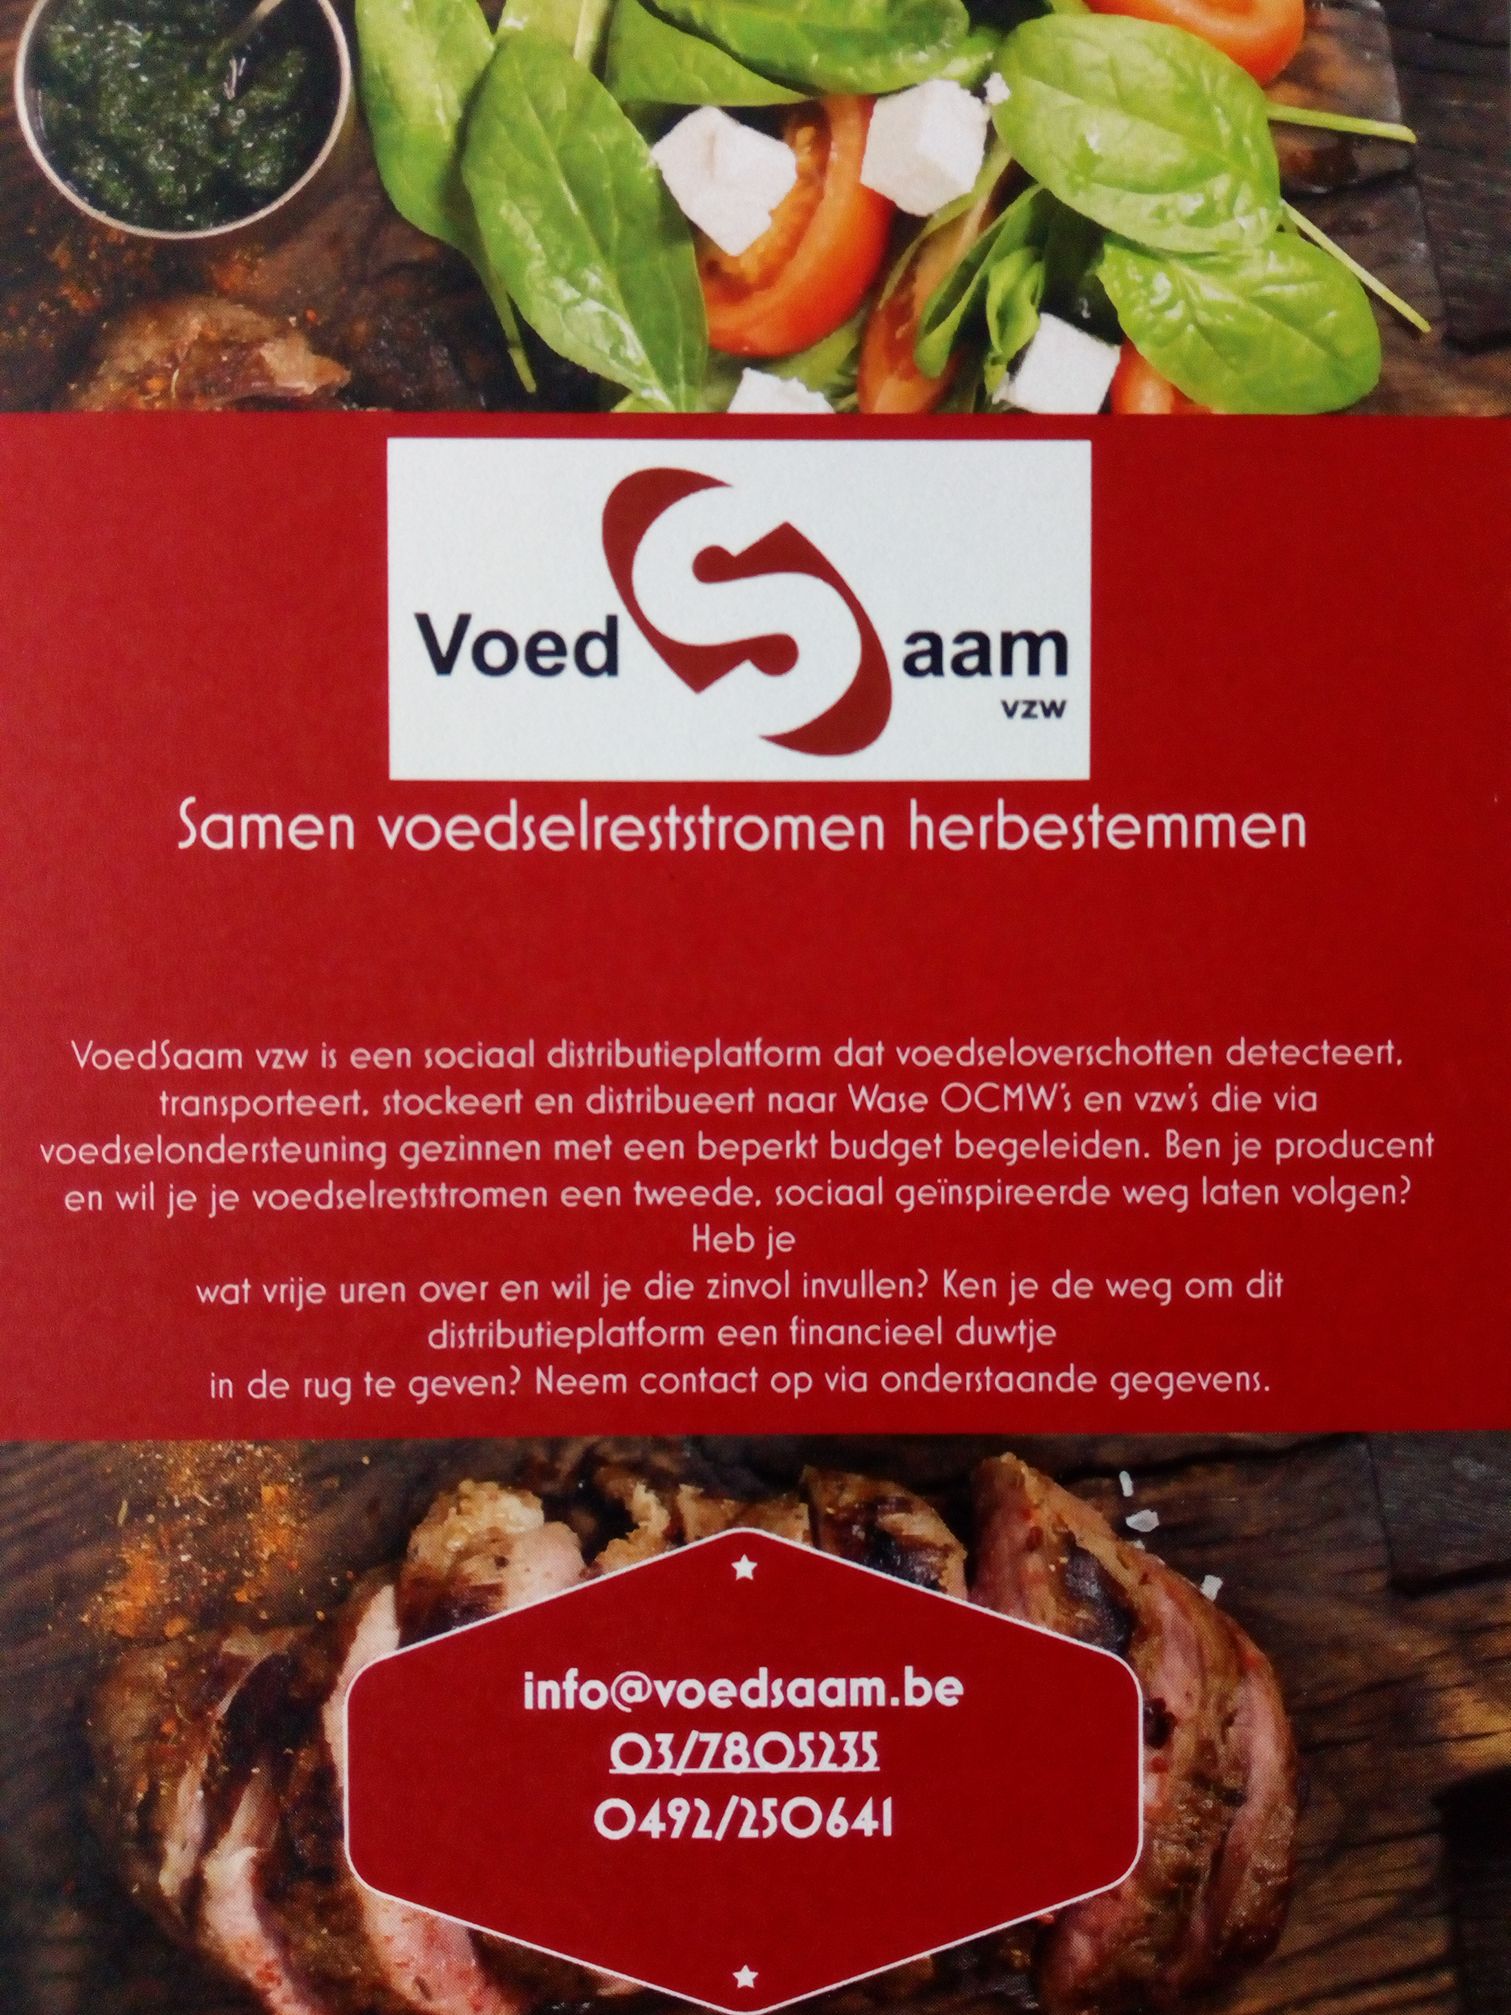 VoedSaam
vzw
Samen voedselreststromen herbestemmen
VoedSaam vzw is een sociaal distributieplatform dat voedseloverschotten detecteert,
transporteert, stockeert en distribueert naar Wase OCMW's en vzw's die via
voedselondersteuning gezinnen met een beperkt budget begeleiden. Ben je producent
en wil je je voedselreststromen een tweede, sociaal geïnspireerde weg laten volgen?
Heb je
wat vrije uren over en wil je die zinvol invullen? Ken je de weg om dit
distributieplatform een financieel duwtje
in de rug te geven? Neem contact op via onderstaande gegevens.
info@voedsaam.be
03/7805235
0492/250641